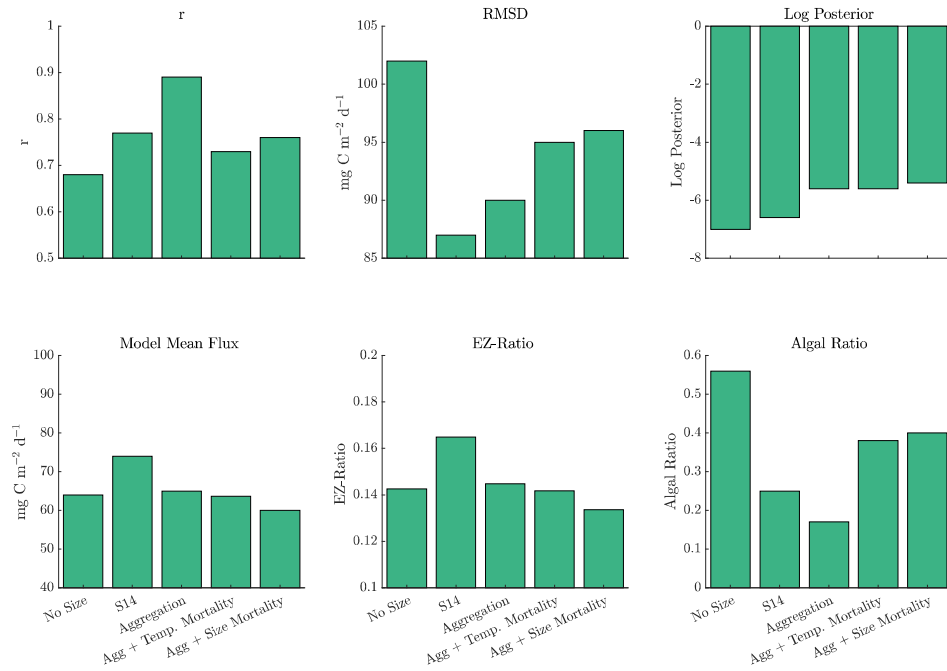 r
RMSD
Log Posterior
1
0.9
0.8
0.7
0.6
0.5
r
105
100
95
90
85
mg C m⁻² d⁻¹
0
-2
-4
-6
-8
Log Posterior
Model Mean Flux
EZ-Ratio
Algal Ratio
100
90
80
70
60
50
40
mg C m⁻² d⁻¹
No Size
S14
Aggregation
Agg + Temp. Mortality
Agg + Size Mortality
0.2
0.18
0.16
0.14
0.12
0.1
EZ-Ratio
No Size
S14
Aggregation
Agg + Temp. Mortality
Agg + Size Mortality
0.6
0.5
0.4
0.3
0.2
0.1
0
Algal Ratio
No Size
S14
Aggregation
Agg + Temp. Mortality
Agg + Size Mortality